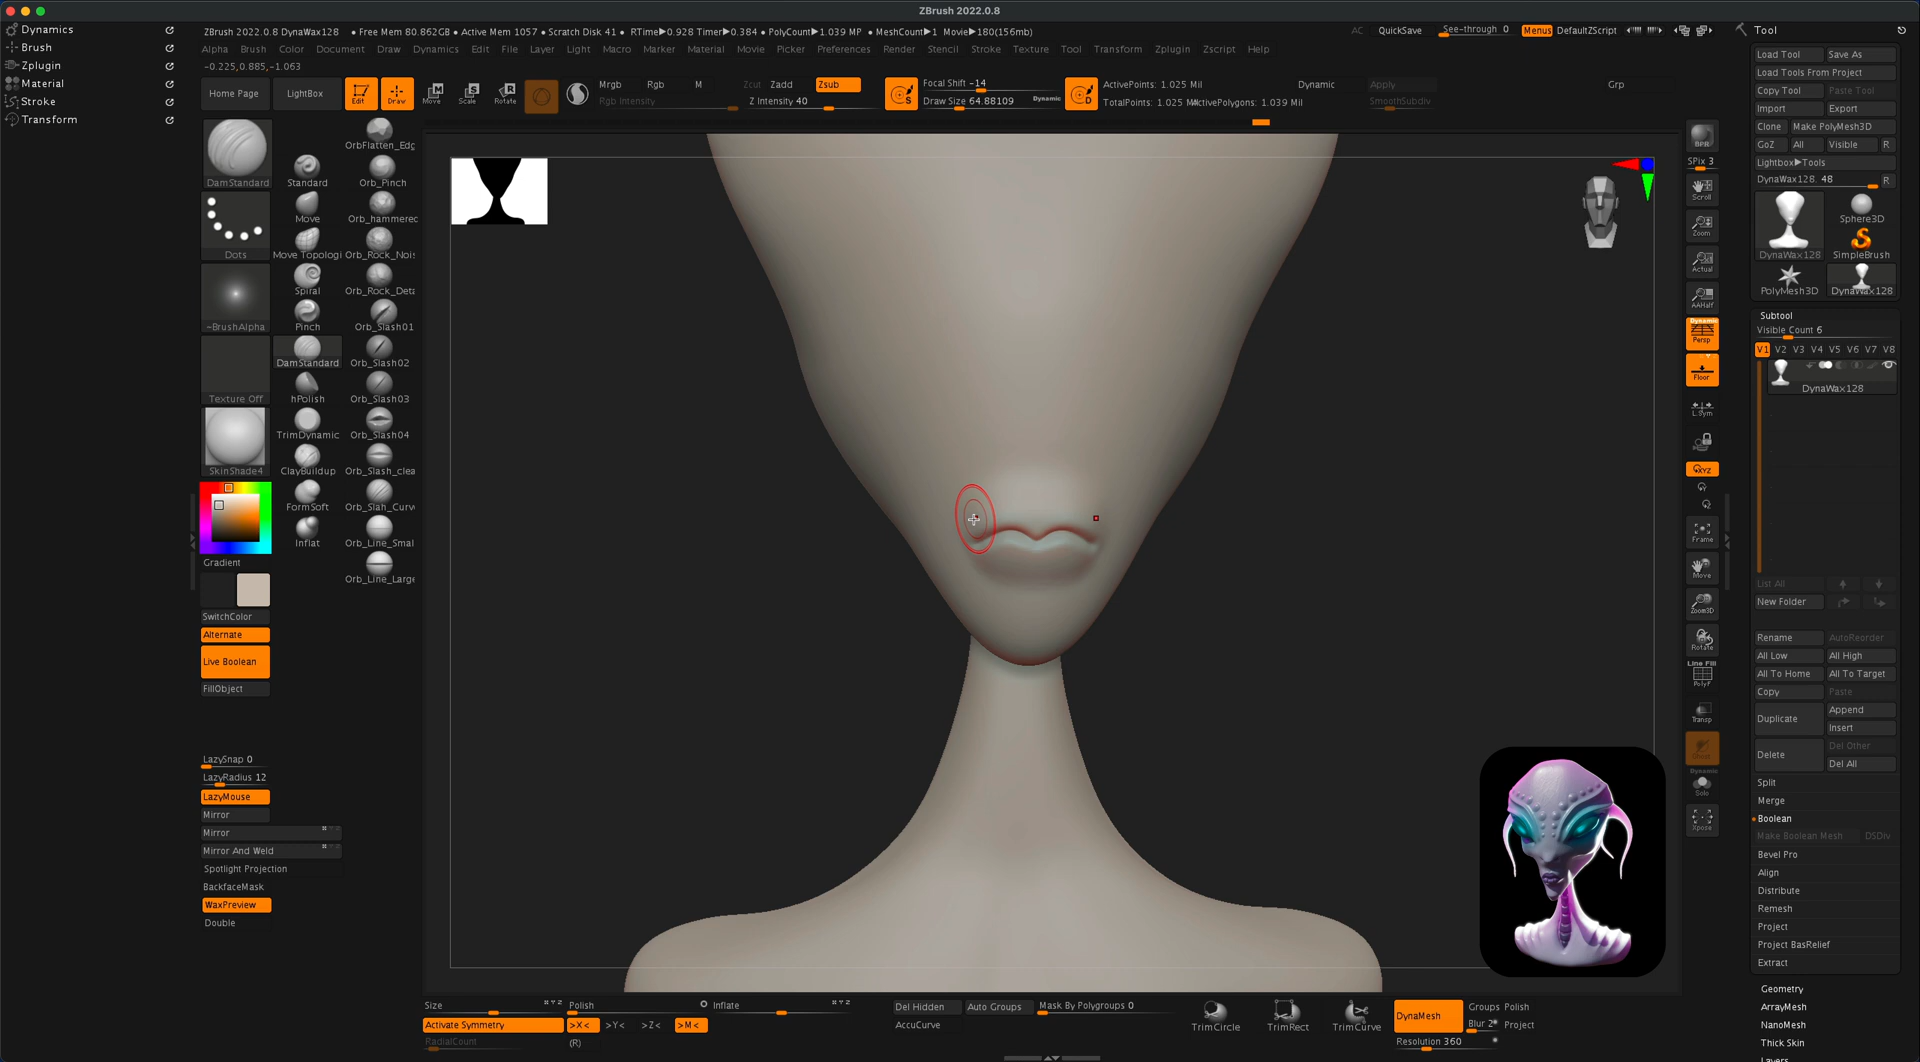 ZBrush 2022.0.8
Dynamics
Brush
Zplugin
Material
Stroke
Transform
ZBrush 2022.0.8 DynaWax128 ● Free Mem 80.862GB ● Active Mem 1057 ● Scratch Disk 41 ● RTime▶0.928 Timer▶0.384 ● PolyCount▶1.039 MP ● MeshCount▶1 Movie▶180(156mb)
AC QuickSave See-through 0 Menus DefaultZScript
Alpha Brush Color Document Draw Dynamics Edit File Layer Light Macro Marker Material Movie Picker Preferences Render Stencil Stroke Texture Tool Transform Zplugin Zscript Help
-0.225,0.885,-1.063
Home Page LightBox Edit Draw Move Scale Rotate
Mrgb Rgb M Zcut Zadd Zsub
Rgb Intensity Z Intensity 40
Focal Shift -14
Draw Size 64.88109 Dynamic
ActivePoints: 1.025 Mil
TotalPoints: 1.025 M ActivePolygons: 1.039 Mil
Dynamic Apply
SmoothSubdiv
Grp
DamStandard
Dots
~BrushAlpha
Texture Off
SkinShade4
Gradient
SwitchColor
Alternate
Live Boolean
FillObject
LazySnap 0
LazyRadius 12
LazyMouse
Mirror
Mirror
Mirror And Weld
Spotlight Projection
BackfaceMask
WaxPreview
Double
Standard
Move
Move Topologi
Spiral
Pinch
DamStandard
hPolish
TrimDynamic
ClayBuildup
FormSoft
Inflat
OrbFlatten_Edg
Orb_Pinch
Orb_hammered
Orb_Rock_Nois
Orb_Rock_Deta
Orb_Slash01
Orb_Slash02
Orb_Slash03
Orb_Slash04
Orb_Slash_clea
Orb_Slah_Curv
Orb_Line_Smal
Orb_Line_Large
BPR
SPix 3
Scroll
Zoom
Actual
AAHalf
Dynamic
Persp
Floor
L.Sym
XYZ
Frame
Move
Zoom3D
Rotate
Line Fill
PolyF
Transp
Dynamic
Solo
Xpose
Tool
Load Tool Save As
Load Tools From Project
Copy Tool Paste Tool
Import Export
Clone Make PolyMesh3D
GoZ All Visible R
Lightbox▶Tools
DynaWax128. 48 R
Sphere3D
DynaWax128 SimpleBrush
PolyMesh3D DynaWax128
Subtool
Visible Count 6
V1 V2 V3 V4 V5 V6 V7 V8
DynaWax128
List All
New Folder
Rename AutoReorder
All Low All High
All To Home All To Target
Copy Paste
Duplicate Append
Insert
Delete Del Other
Del All
Split
Merge
Boolean
Make Boolean Mesh DSDiv
Bevel Pro
Align
Distribute
Remesh
Project
Project BasRelief
Extract
Geometry
ArrayMesh
NanoMesh
Thick Skin
Layers
Size Polish Inflate
Activate Symmetry >X< >Y< >Z< >M<
RadialCount (R)
Del Hidden Auto Groups Mask By Polygroups 0
AccuCurve
TrimCircle TrimRect TrimCurve
DynaMesh
Groups Polish
Blur 2 Project
Resolution 360